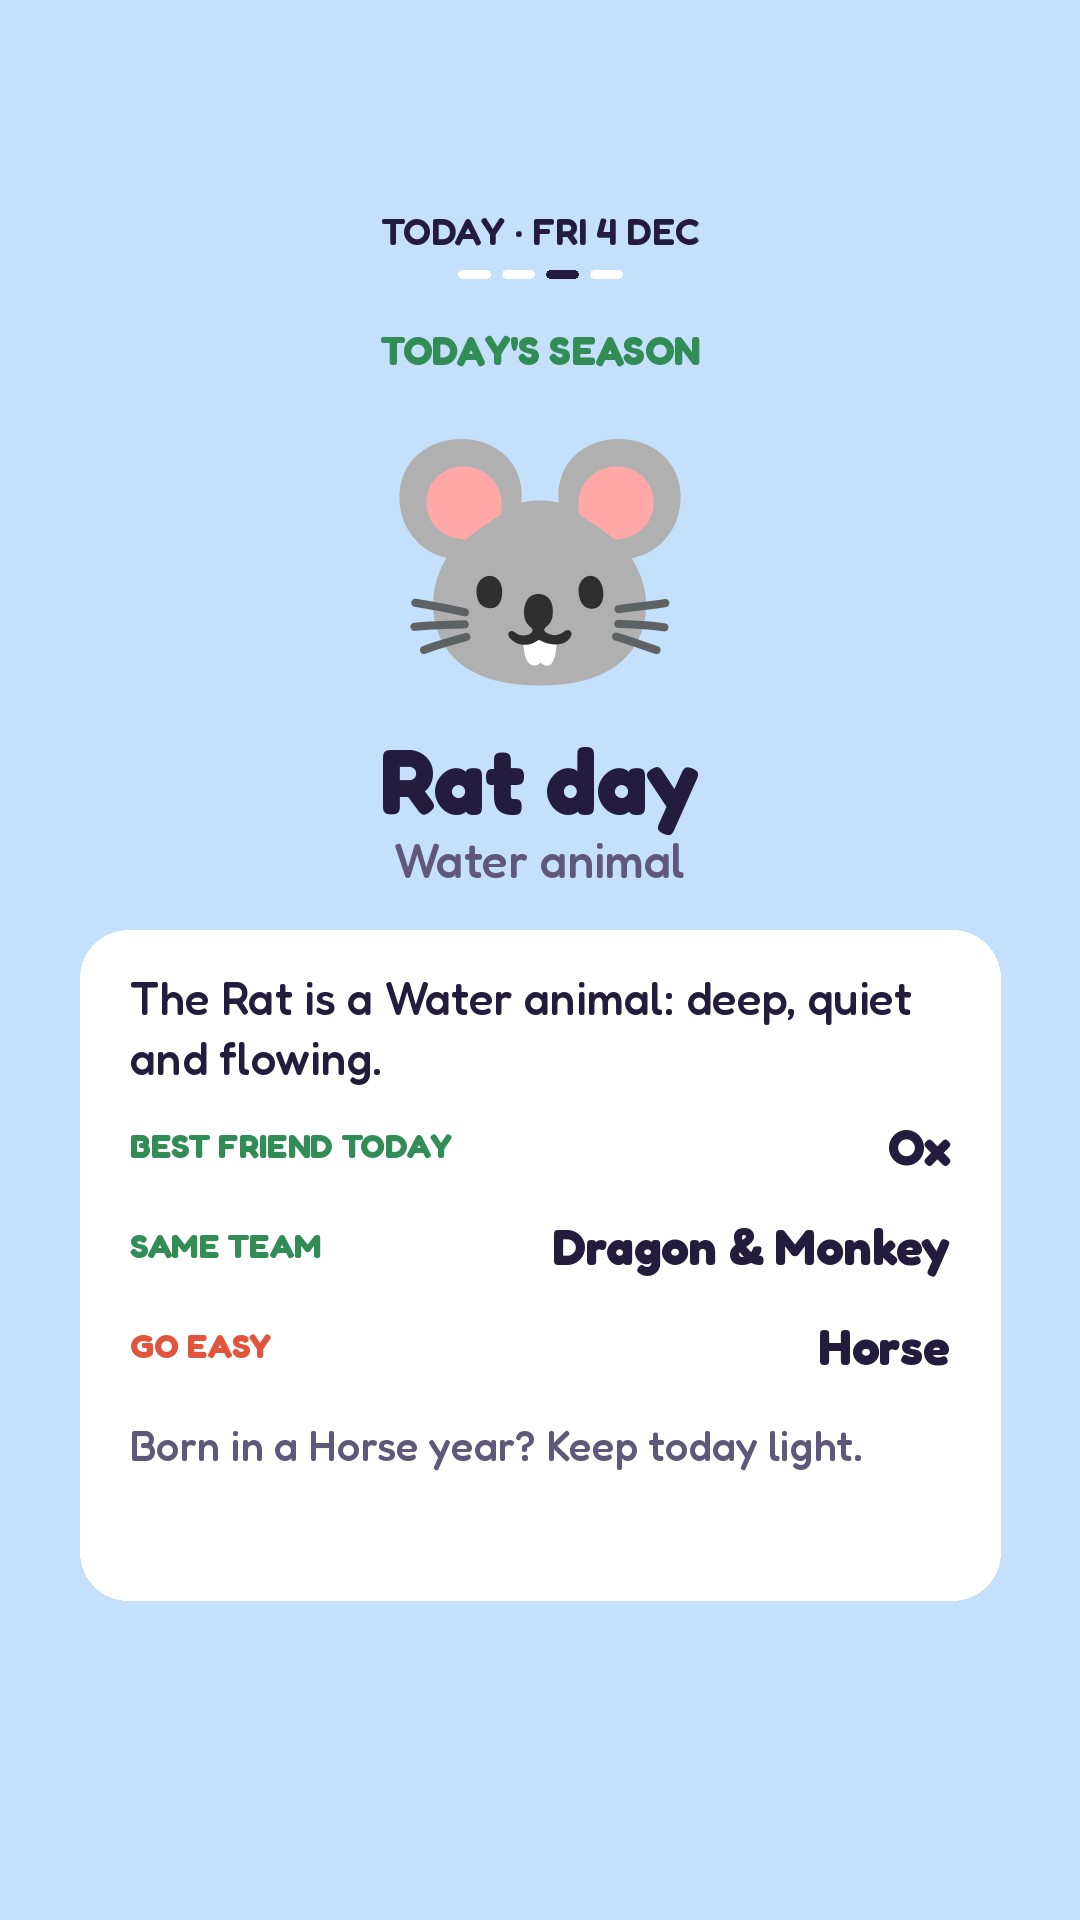 TODAY · FRI 4 DEC
TODAY'S SEASON
Rat day
Water animal
The Rat is a Water animal: deep, quiet
and flowing.
BEST FRIEND TODAY Ox
SAME TEAM Dragon & Monkey
GO EASY Horse
Born in a Horse year? Keep today light.